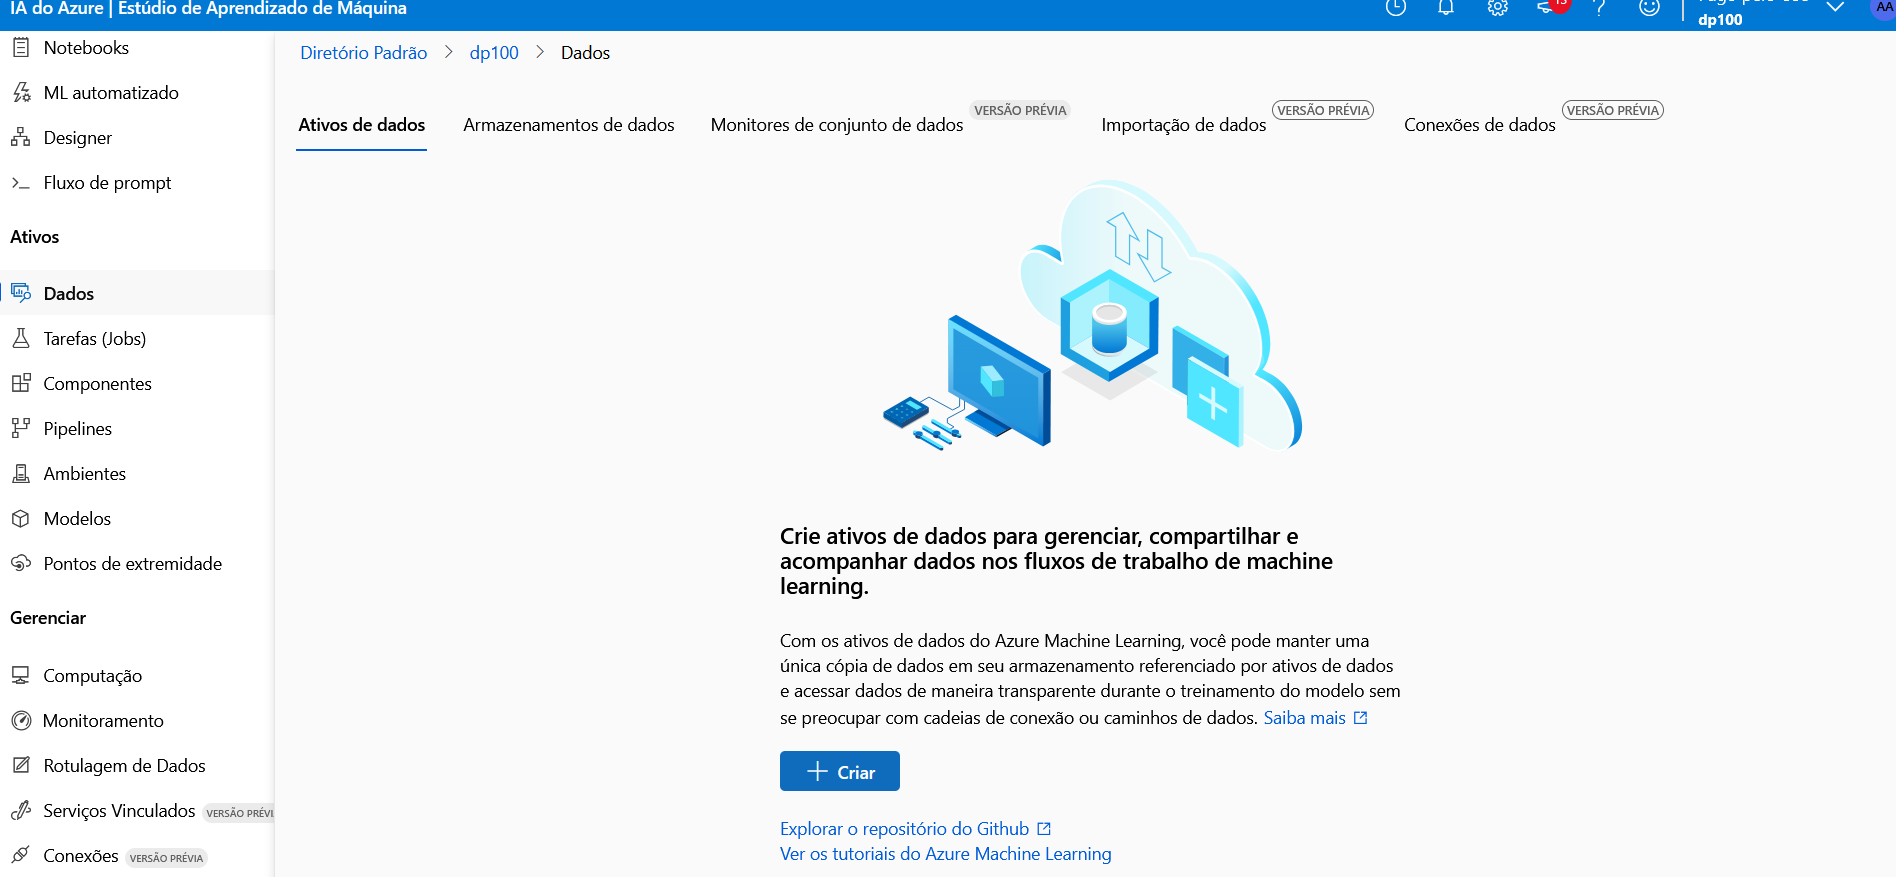 IA do Azure | Estúdio de Aprendizado de Máquina
13
dp100
AA
Notebooks
ML automatizado
Designer
Fluxo de prompt
Ativos
Dados
Tarefas (Jobs)
Componentes
Pipelines
Ambientes
Modelos
Pontos de extremidade
Gerenciar
Computação
Monitoramento
Rotulagem de Dados
Serviços Vinculados VERSÃO PRÉVI
Conexões VERSÃO PRÉVIA
Diretório Padrão > dp100 > Dados
Ativos de dados
Armazenamentos de dados
Monitores de conjunto de dados VERSÃO PRÉVIA
Importação de dados VERSÃO PRÉVIA
Conexões de dados VERSÃO PRÉVIA
Crie ativos de dados para gerenciar, compartilhar e
acompanhar dados nos fluxos de trabalho de machine
learning.
Com os ativos de dados do Azure Machine Learning, você pode manter uma
única cópia de dados em seu armazenamento referenciado por ativos de dados
e acessar dados de maneira transparente durante o treinamento do modelo sem
se preocupar com cadeias de conexão ou caminhos de dados. Saiba mais
Criar
Explorar o repositório do Github
Ver os tutoriais do Azure Machine Learning